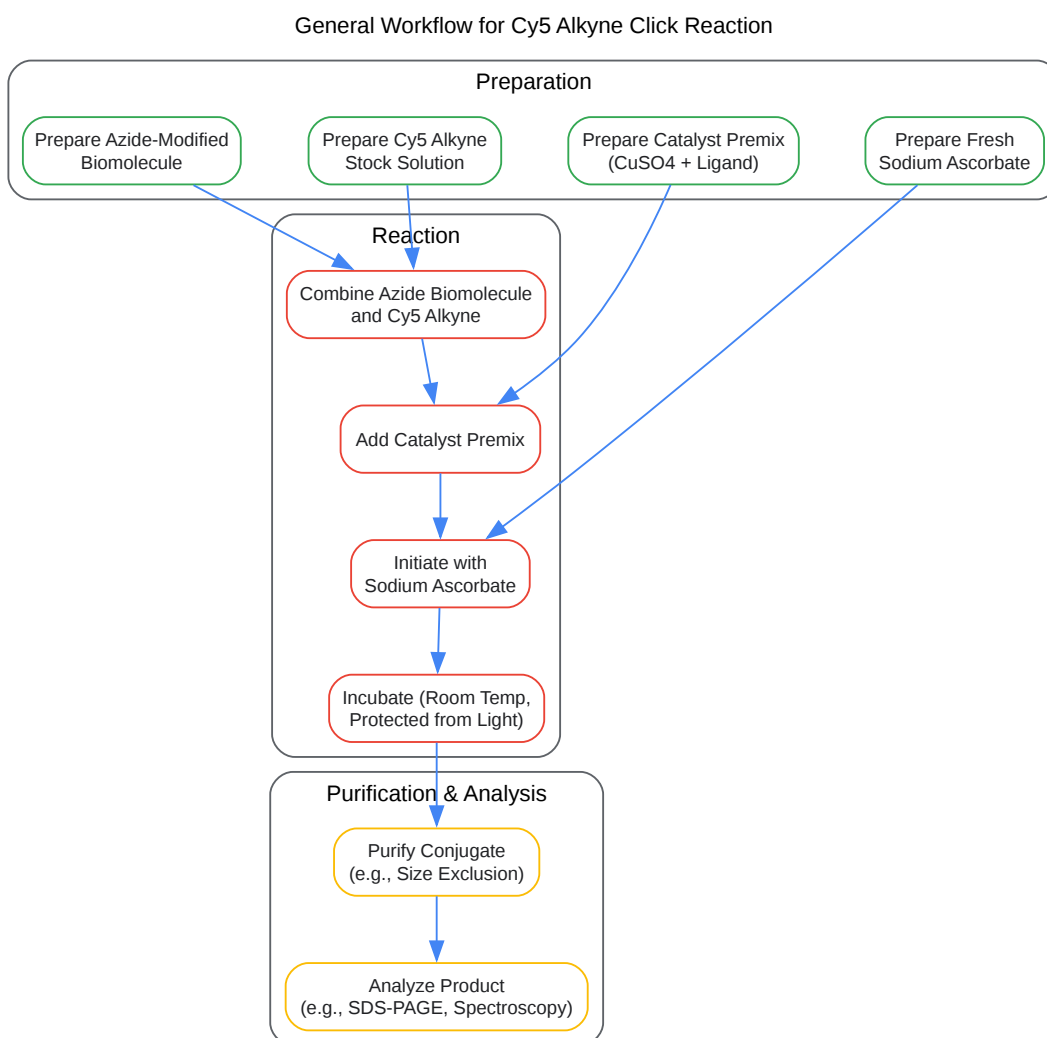 General Workflow for Cy5 Alkyne Click Reaction
Preparation
Prepare Azide-Modified
Biomolecule
Prepare Cy5 Alkyne
Stock Solution
Prepare Catalyst Premix
(CuSO4 + Ligand)
Prepare Fresh
Sodium Ascorbate
Reaction
Combine Azide Biomolecule
and Cy5 Alkyne
Add Catalyst Premix
Initiate with
Sodium Ascorbate
Incubate (Room Temp,
Protected from Light)
Purification & Analysis
Purify Conjugate
(e.g., Size Exclusion)
Analyze Product
(e.g., SDS-PAGE, Spectroscopy)